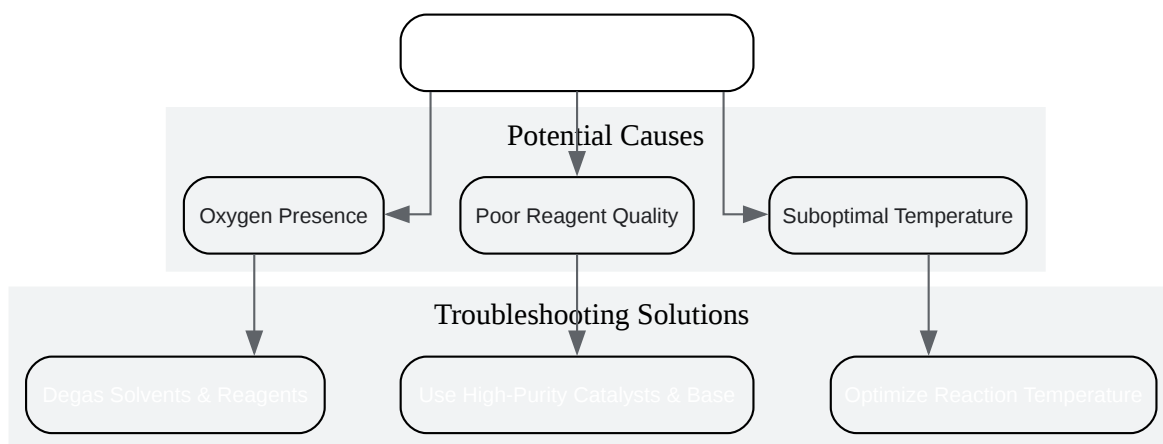 Potential Causes
Oxygen Presence
Poor Reagent Quality
Suboptimal Temperature
Troubleshooting Solutions
Degas Solvents & Reagents
Use High-Purity Catalysts & Base
Optimize Reaction Temperature